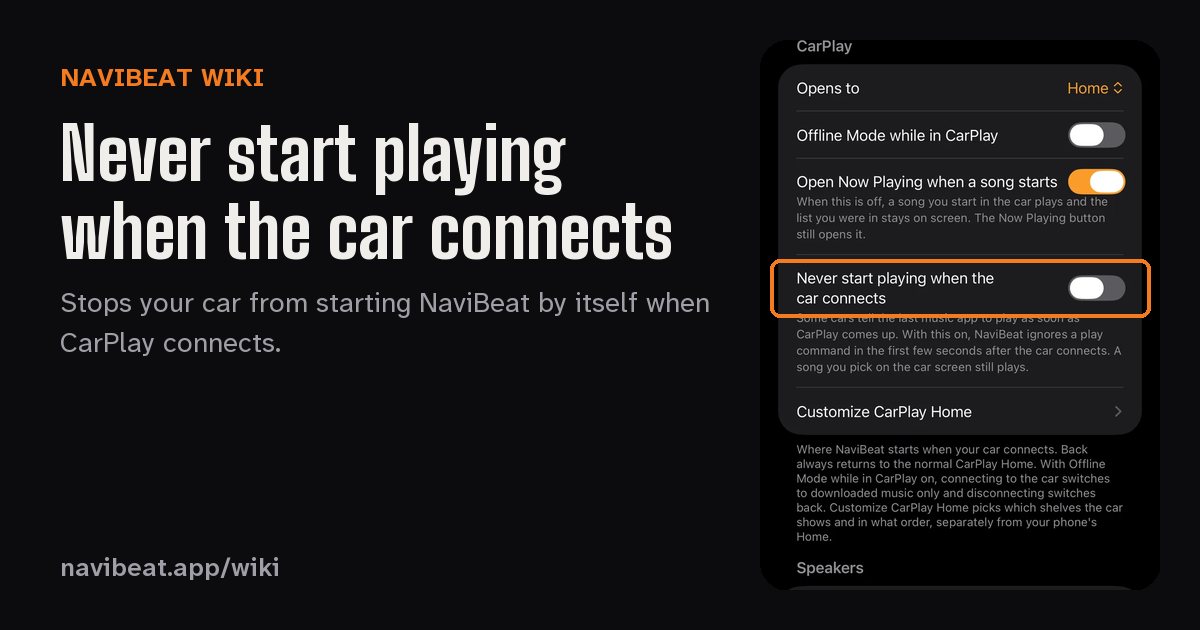 NAVIBEAT WIKI
Never start playing
when the car connects
Stops your car from starting NaviBeat by itself when
CarPlay connects.
navibeat.app/wiki
CarPlay
Opens to
Home
Offline Mode while in CarPlay
Open Now Playing when a song starts
When this is off, a song you start in the car plays and the
list you were in stays on screen. The Now Playing button
still opens it.
Never start playing when the
car connects
Some cars tell the last music app to play as soon as
CarPlay comes up. With this on, NaviBeat ignores a play
command in the first few seconds after the car connects. A
song you pick on the car screen still plays.
Customize CarPlay Home
Where NaviBeat starts when your car connects. Back
always returns to the normal CarPlay Home. With Offline
Mode while in CarPlay on, connecting to the car switches
to downloaded music only and disconnecting switches
back. Customize CarPlay Home picks which shelves the car
shows and in what order, separately from your phone's
Home.
Speakers